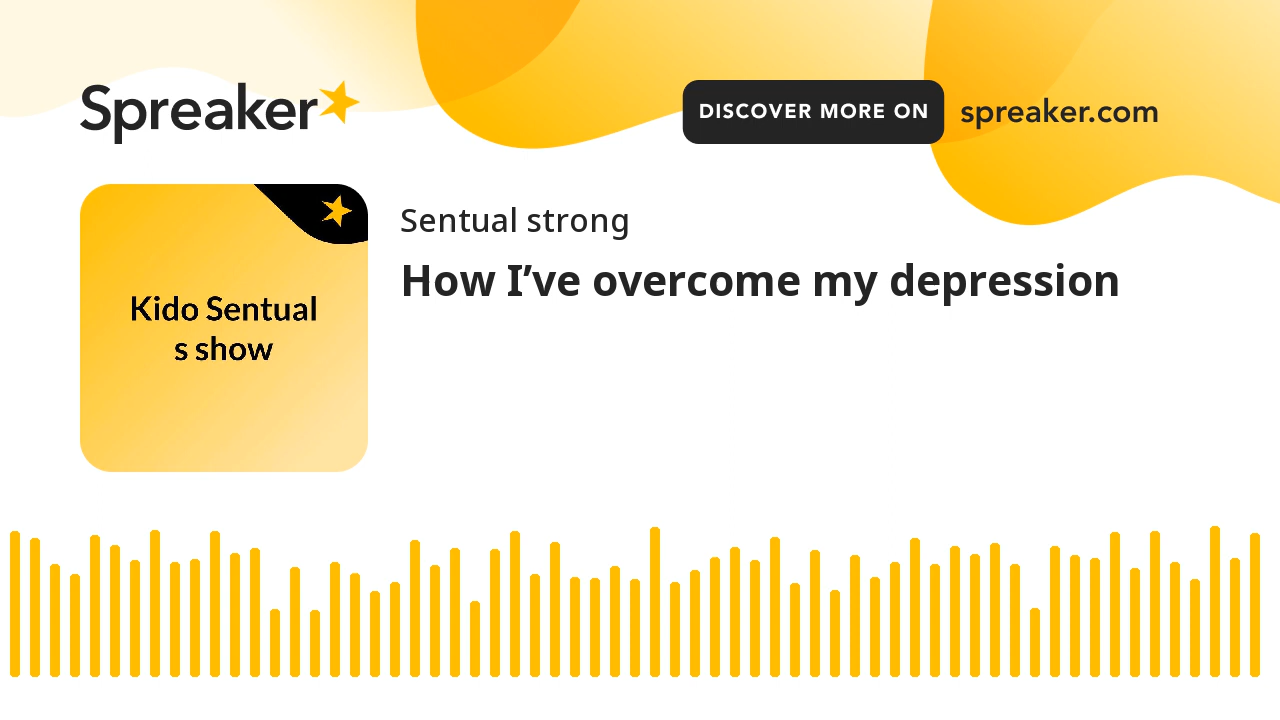 Spreaker
DISCOVER MORE ON spreaker.com
Sentual strong
How I’ve overcome my depression
Kido Sentual
s show